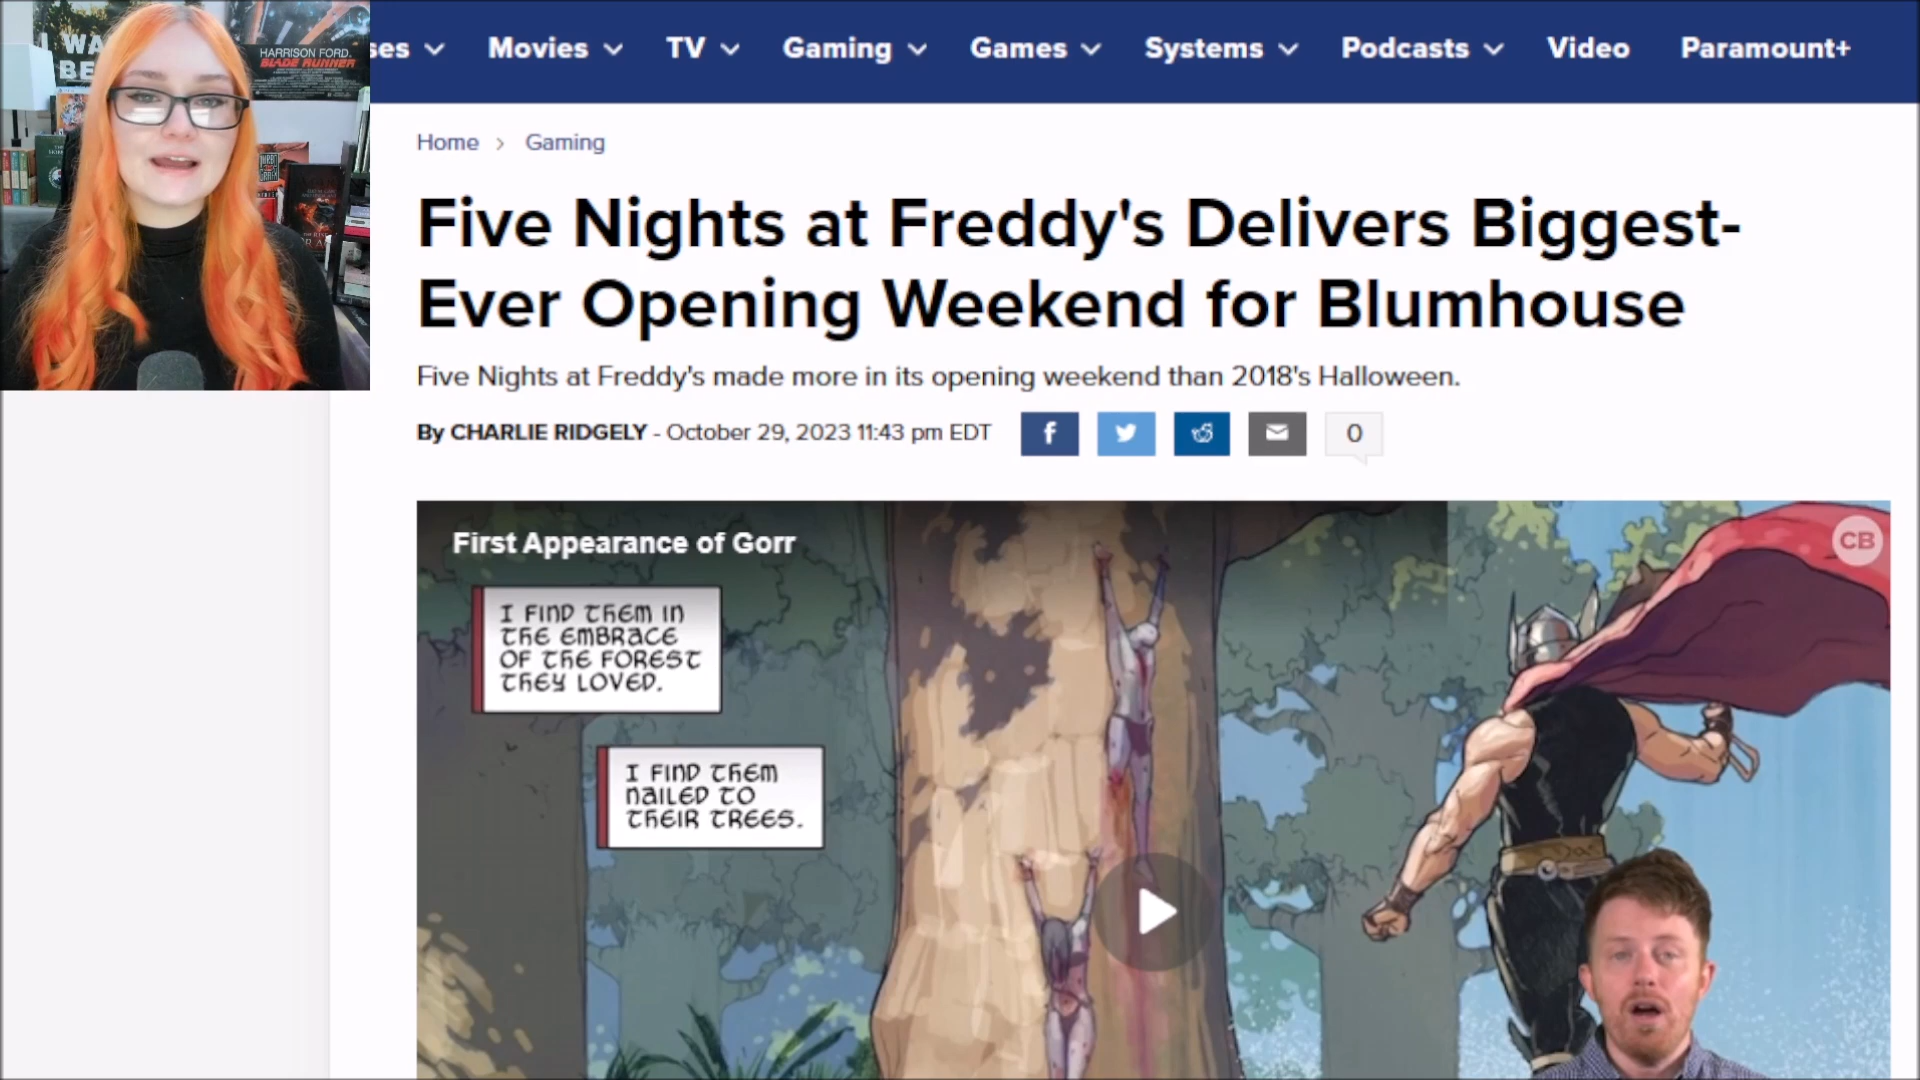 I WA
BE
HARRISON FORD
BLADE RUNNER
ses Movies TV Gaming Games Systems Podcasts Video Paramount+
Home > Gaming
Five Nights at Freddy's Delivers Biggest-
Ever Opening Weekend for Blumhouse
Five Nights at Freddy's made more in its opening weekend than 2018's Halloween.
By CHARLIE RIDGELY - October 29, 2023 11:43 pm EDT f 0
First Appearance of Gorr
CB
I FIND THEM IN
THE EMBRACE
OF THE FOREST
THEY LOVED.
I FIND THEM
NAILED TO
THEIR TREES.